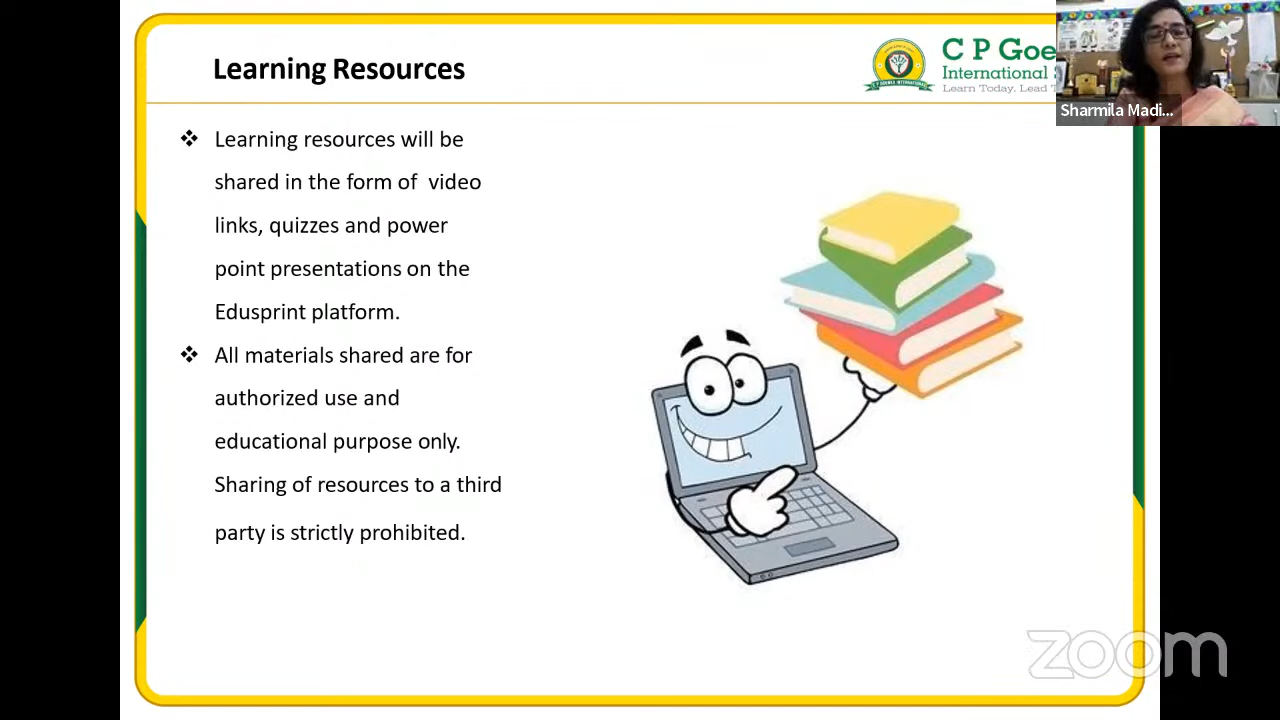 Learning Resources
C P Goe
International
Learn Today. Lead
C P GOENKA INTERNATIONAL
Sharmila Madi...
❖ Learning resources will be
shared in the form of video
links, quizzes and power
point presentations on the
Edusprint platform.
❖ All materials shared are for
authorized use and
educational purpose only.
Sharing of resources to a third
party is strictly prohibited.
zoom